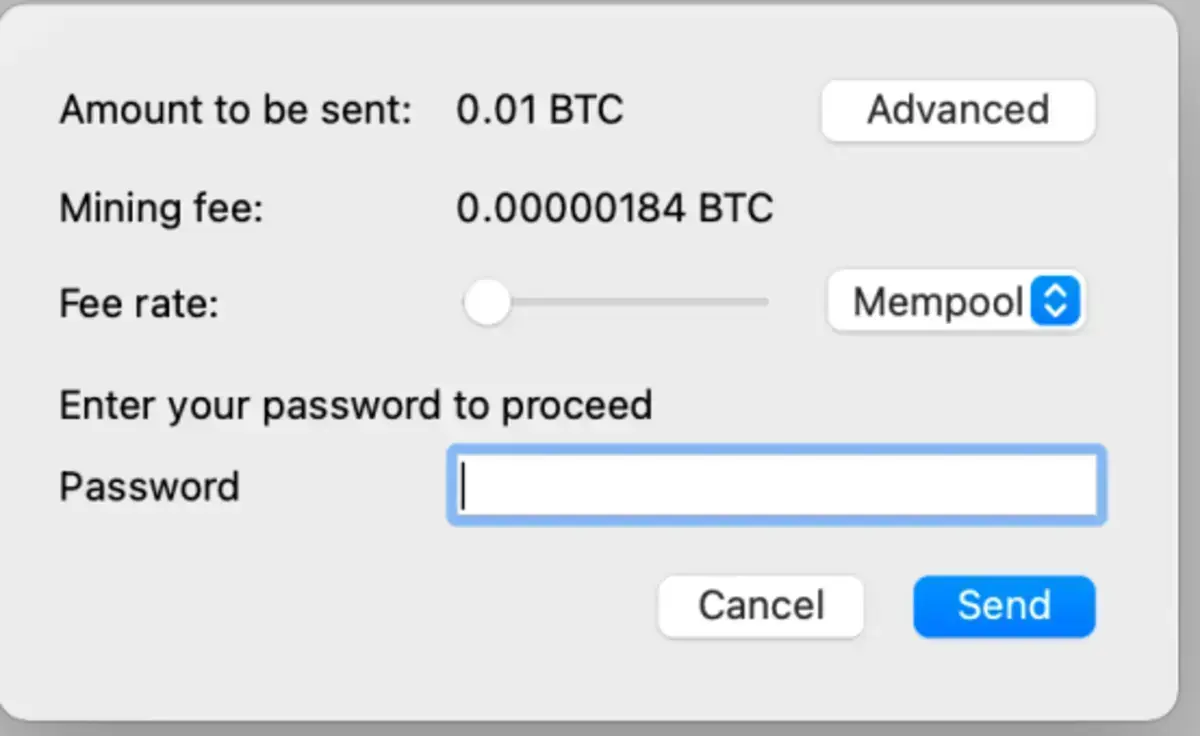 Amount to be sent: 0.01 BTC Advanced
Mining fee: 0.00000184 BTC
Fee rate: Mempool
Enter your password to proceed
Password
Cancel Send